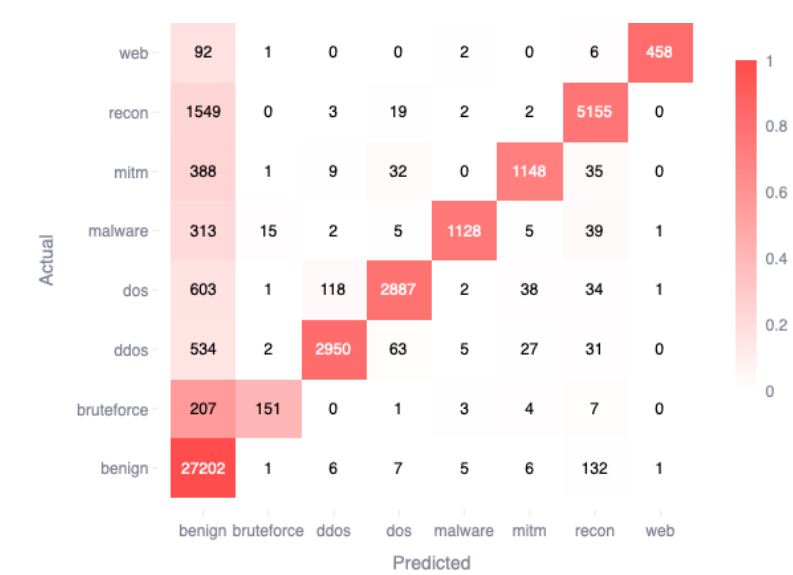 web 92 1 0 0 2 0 6 458
recon 1549 0 3 19 2 2 5155 0
mitm 388 1 9 32 0 1148 35 0
malware 313 15 2 5 1128 5 39 1
dos 603 1 118 2887 2 38 34 1
ddos 534 2 2950 63 5 27 31 0
bruteforce 207 151 0 1 3 4 7 0
benign 27202 1 6 7 5 6 132 1
benign bruteforce ddos dos malware mitm recon web
Predicted
Actual
1
0.8
0.6
0.4
0.2
0